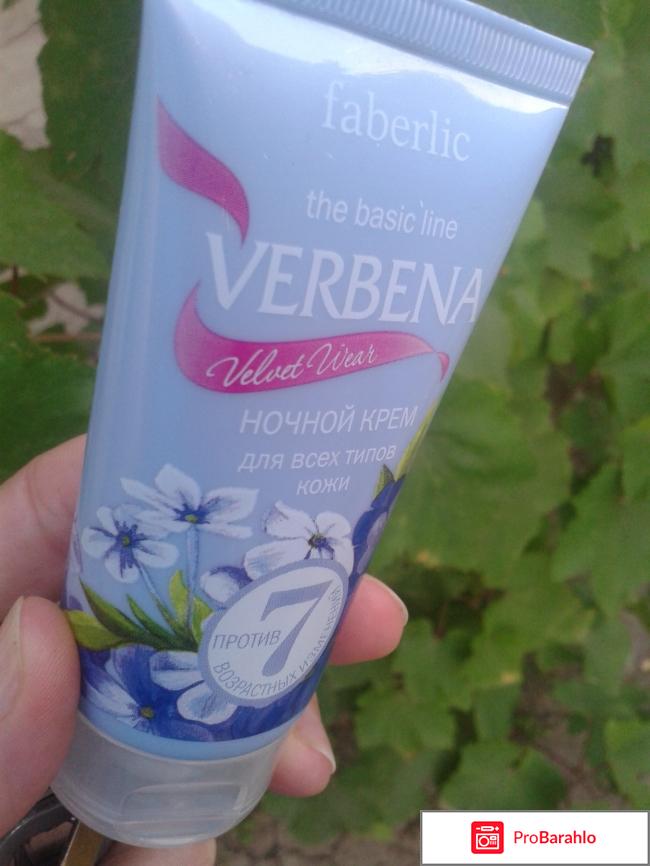 faberlic
the basic line
VERBENA
Velvet Wear
НОЧНОЙ КРЕМ
для всех типов
кожи
ПРОТИВ 7
ВОЗРАСТНЫХ ИЗМЕНЕНИЙ
ProBarahlo